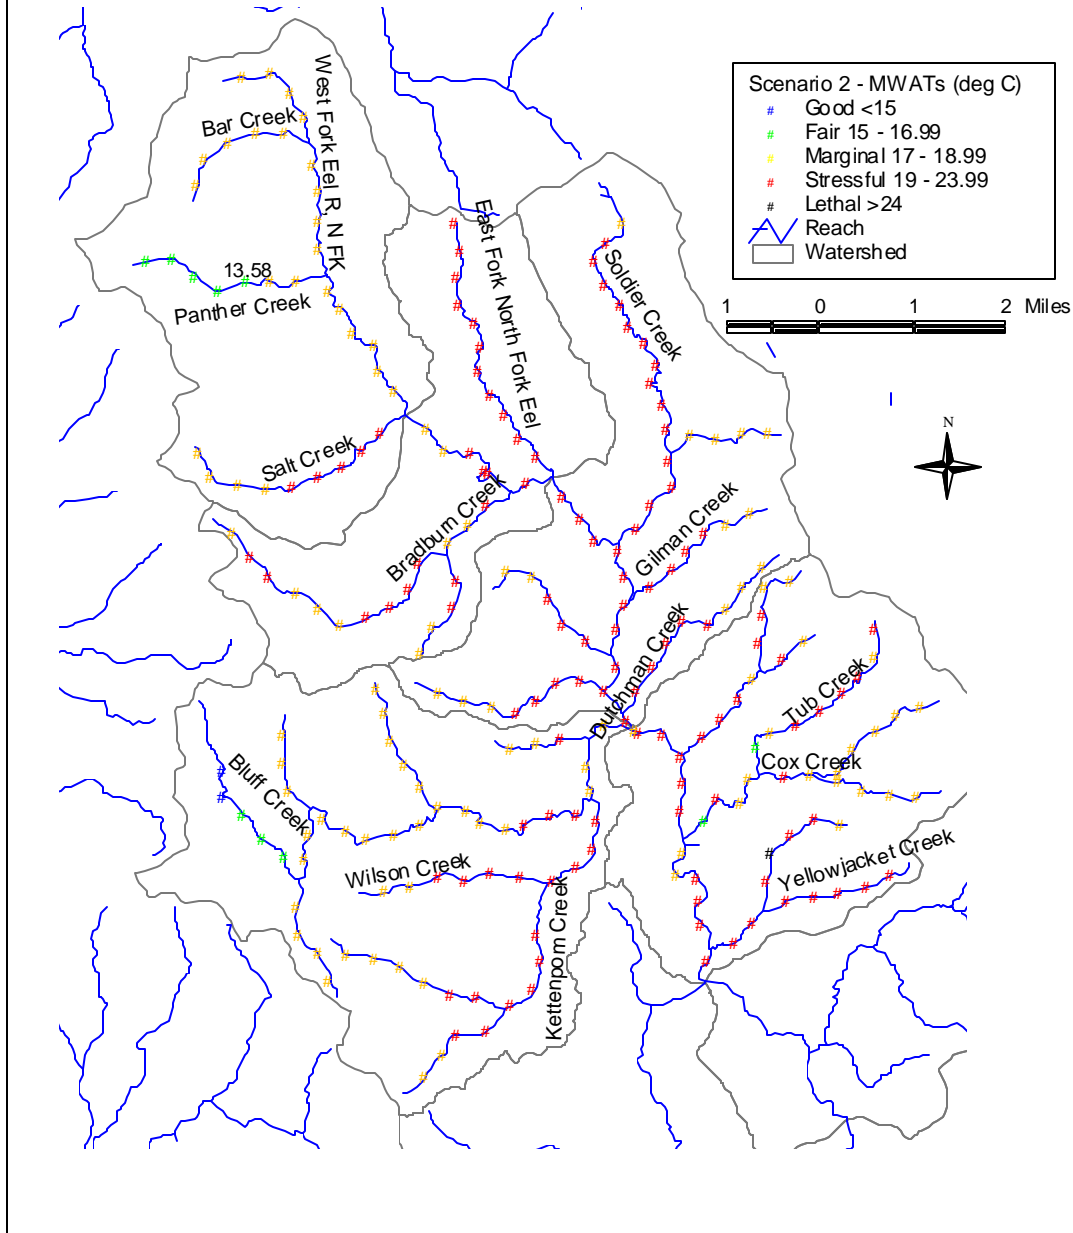 Scenario 2 - MWATs (deg C)
# Good <15
# Fair 15 - 16.99
# Marginal 17 - 18.99
# Stressful 19 - 23.99
# Lethal >24
Reach
Watershed
1 0 1 2 Miles
N
West Fork Eel R, N FK
Bar Creek
13.58
Panther Creek
East Fork North Fork Eel
Soldier Creek
Salt Creek
Bradburn Creek
Gilman Creek
Dutchman Creek
Tub Creek
Cox Creek
Bluff Creek
Wilson Creek
Yellowjacket Creek
Kettenpom Creek